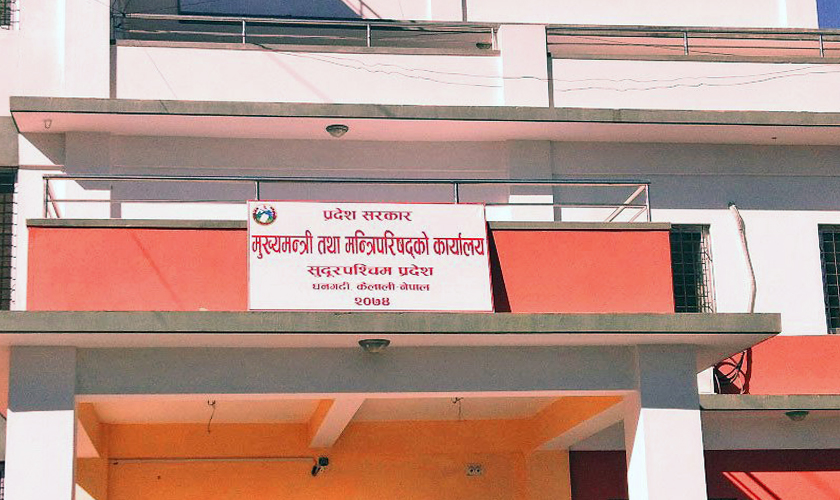 प्रदेश सरकार
मुख्यमन्त्री तथा मन्त्रिपरिषद्को कार्यालय
सुदूरपश्चिम प्रदेश
धनगढी, कैलाली नेपाल
२०७४